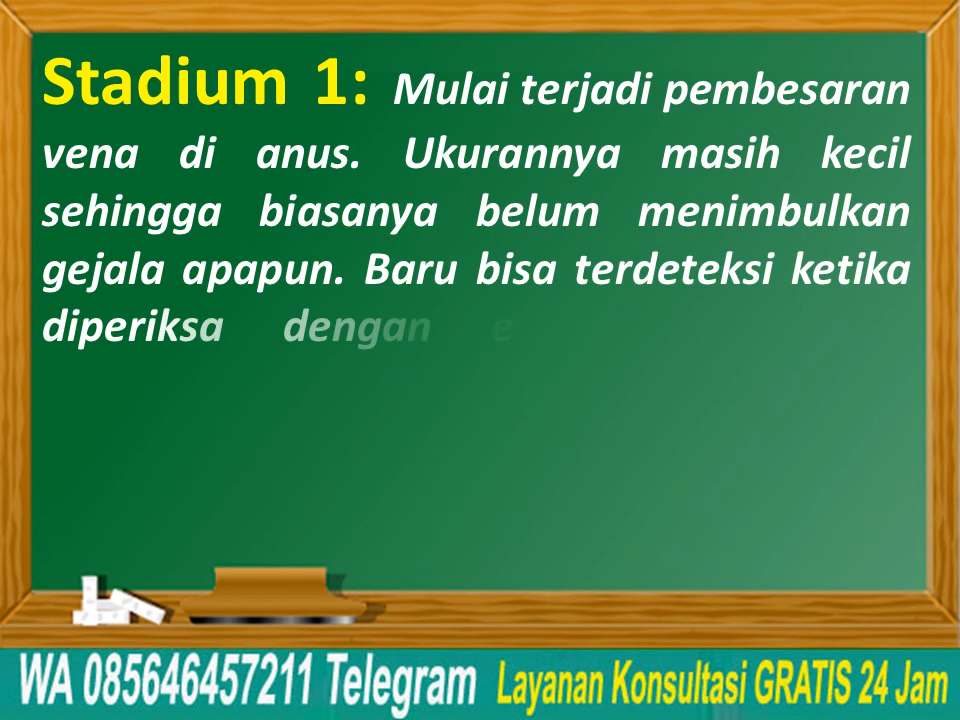 Stadium 1: Mulai terjadi pembesaran
vena di anus. Ukurannya masih kecil
sehingga biasanya belum menimbulkan
gejala apapun. Baru bisa terdeteksi ketika
diperiksa dengan e
WA 085646457211 Telegram Layanan Konsultasi GRATIS 24 Jam